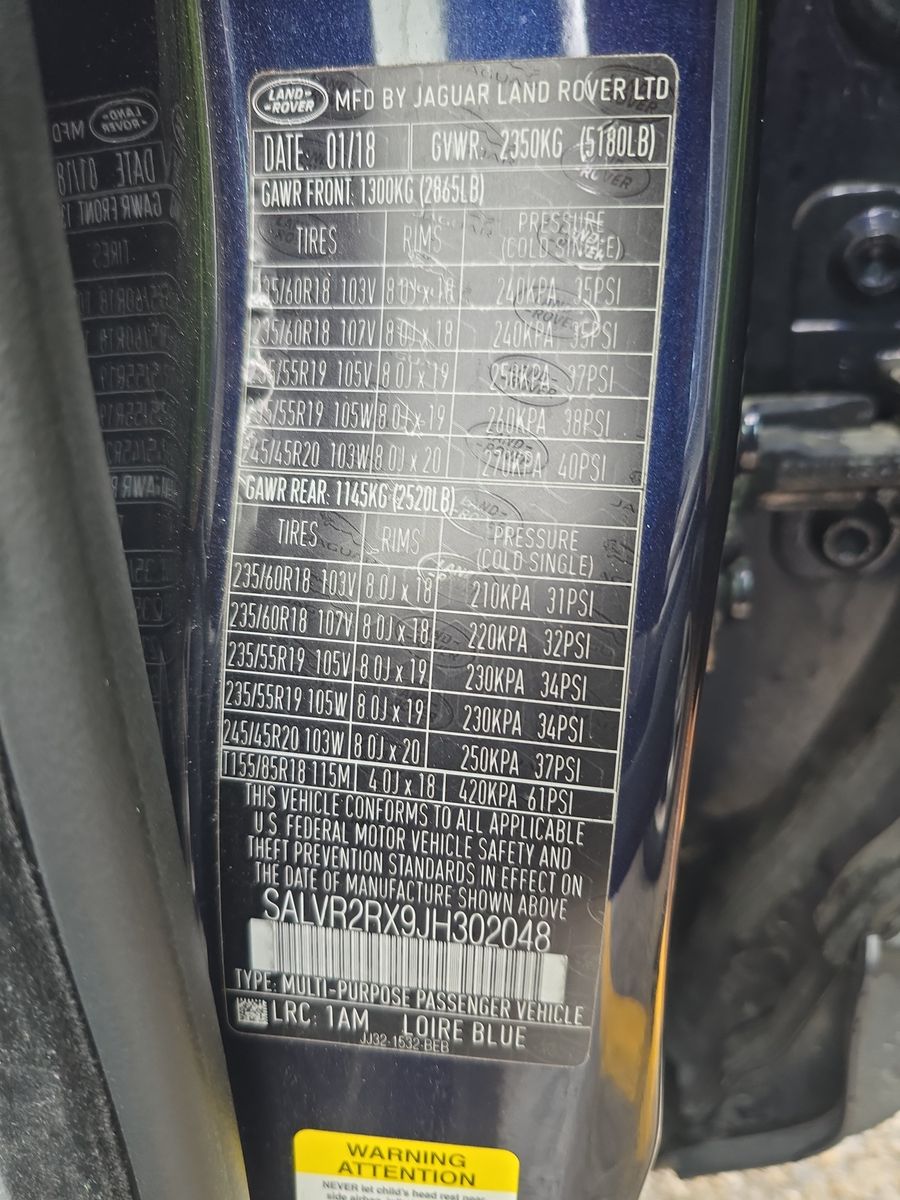 LAND-ROVER MFD BY JAGUAR LAND ROVER LTD
DATE: 01/18 GVWR: 2350KG (5180LB)
GAWR FRONT: 1300KG (2865LB)
TIRES RIMS PRESSURE (COLD-SINGLE)
235/60R18 103V 8.0J x 18 240KPA 35PSI
235/60R18 107V 8.0J x 18 240KPA 35PSI
235/55R19 105V 8.0J x 19 250KPA 37PSI
235/55R19 105W 8.0J x 19 260KPA 38PSI
245/45R20 103W 8.0J x 20 270KPA 40PSI
GAWR REAR: 1145KG (2520LB)
TIRES RIMS PRESSURE (COLD-SINGLE)
235/60R18 103V 8.0J x 18 210KPA 31PSI
235/60R18 107V 8.0J x 18 220KPA 32PSI
235/55R19 105V 8.0J x 19 230KPA 34PSI
235/55R19 105W 8.0J x 19 230KPA 34PSI
245/45R20 103W 8.0J x 20 250KPA 37PSI
T155/85R18 115M 4.0J x 18 420KPA 61PSI
THIS VEHICLE CONFORMS TO ALL APPLICABLE
U.S. FEDERAL MOTOR VEHICLE SAFETY AND
THEFT PREVENTION STANDARDS IN EFFECT ON
THE DATE OF MANUFACTURE SHOWN ABOVE
SALVR2RX9JH302048
TYPE: MULTI-PURPOSE PASSENGER VEHICLE
LRC: 1AM LOIRE BLUE
JJ32-1532-BEB
WARNING
ATTENTION
NEVER let child's head rest near